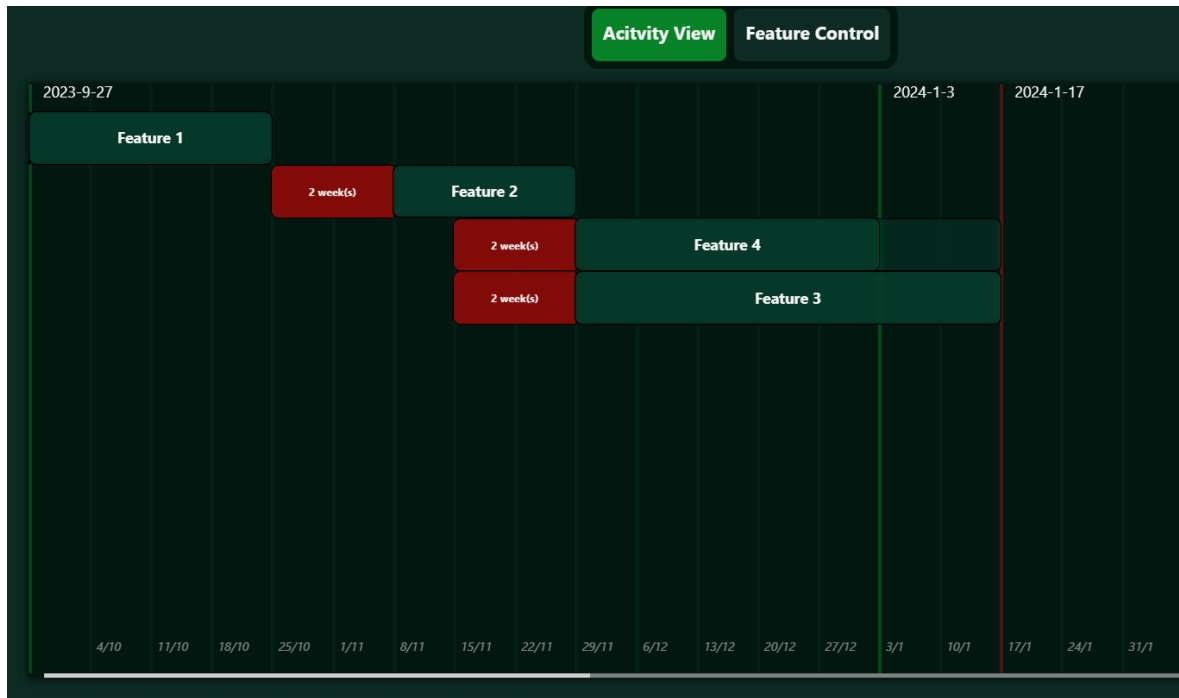 Acitvity View
Feature Control
2023-9-27
2024-1-3
2024-1-17
Feature 1
2 week(s)
Feature 2
2 week(s)
Feature 4
2 week(s)
Feature 3
4/10
11/10
18/10
25/10
1/11
8/11
15/11
22/11
29/11
6/12
13/12
20/12
27/12
3/1
10/1
17/1
24/1
31/1